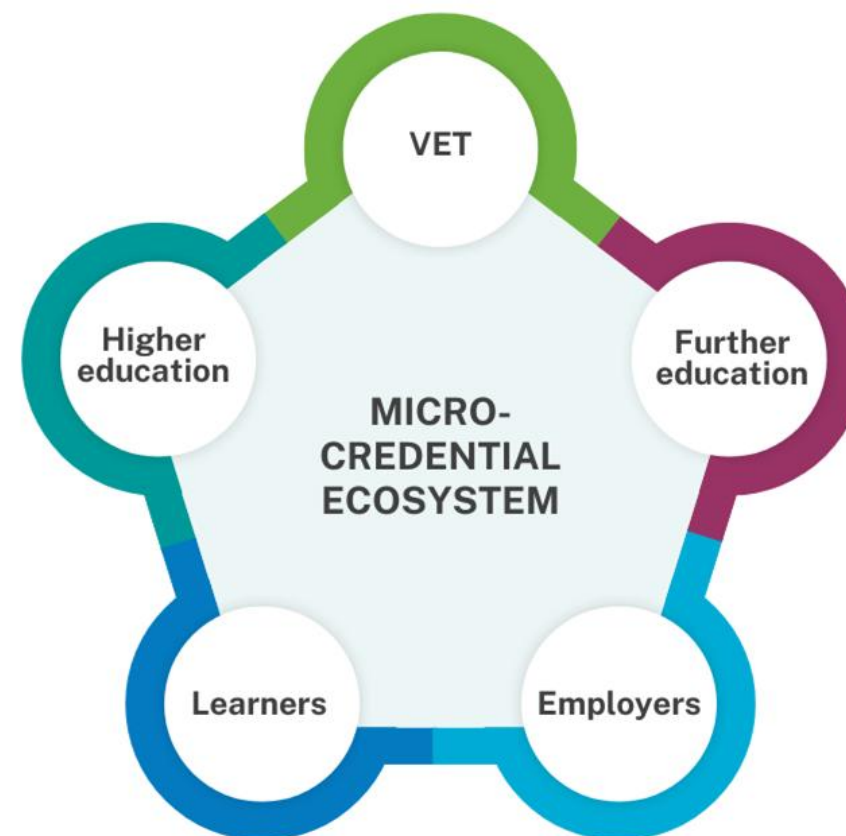 VET
Higher
education
Further
education
MICRO-
CREDENTIAL
ECOSYSTEM
Learners
Employers